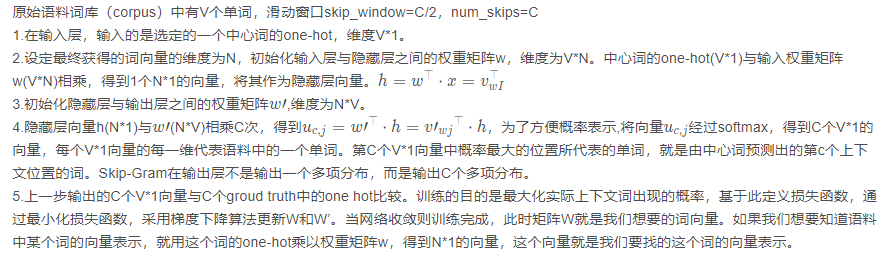 原始语料词库（corpus）中有V个单词，滑动窗口skip_window=C/2，num_skips=C
1.在输入层，输入的是选定的一个中心词的one-hot，维度V*1。
2.设定最终获得的词向量的维度为N，初始化输入层与隐藏层之间的权重矩阵w，维度为V*N。中心词的one-hot(V*1)与输入权重矩阵
w(V*N)相乘，得到1个N*1的向量，将其作为隐藏层向量。h = w⊤ · x = v⊤wI
3.初始化隐藏层与输出层之间的权重矩阵w′,维度为N*V。
4.隐藏层向量h(N*1)与w′(N*V)相乘C次，得到uc,j = w′⊤ · h = v′wj⊤ · h，为了方便概率表示,将向量uc,j经过softmax，得到C个V*1的
向量，每个V*1向量中的每一维代表语料中的一个单词。第C个V*1向量中概率最大的位置所代表的单词，就是由中心词预测出的第c个上下
文位置的词。Skip-Gram在输出层不是输出一个多项分布，而是输出C个多项分布。
5.上一步输出的C个V*1向量与C个groud truth中的one hot比较。训练的目的是最大化实际上下文词出现的概率，基于此定义损失函数，通
过最小化损失函数，采用梯度下降算法更新W和W'。当网络收敛则训练完成，此时矩阵W就是我们想要的词向量。如果我们想要知道语料
中某个词的向量表示，就用这个词的one-hot乘以权重矩阵w，得到N*1的向量，这个向量就是我们要找的这个词的向量表示。